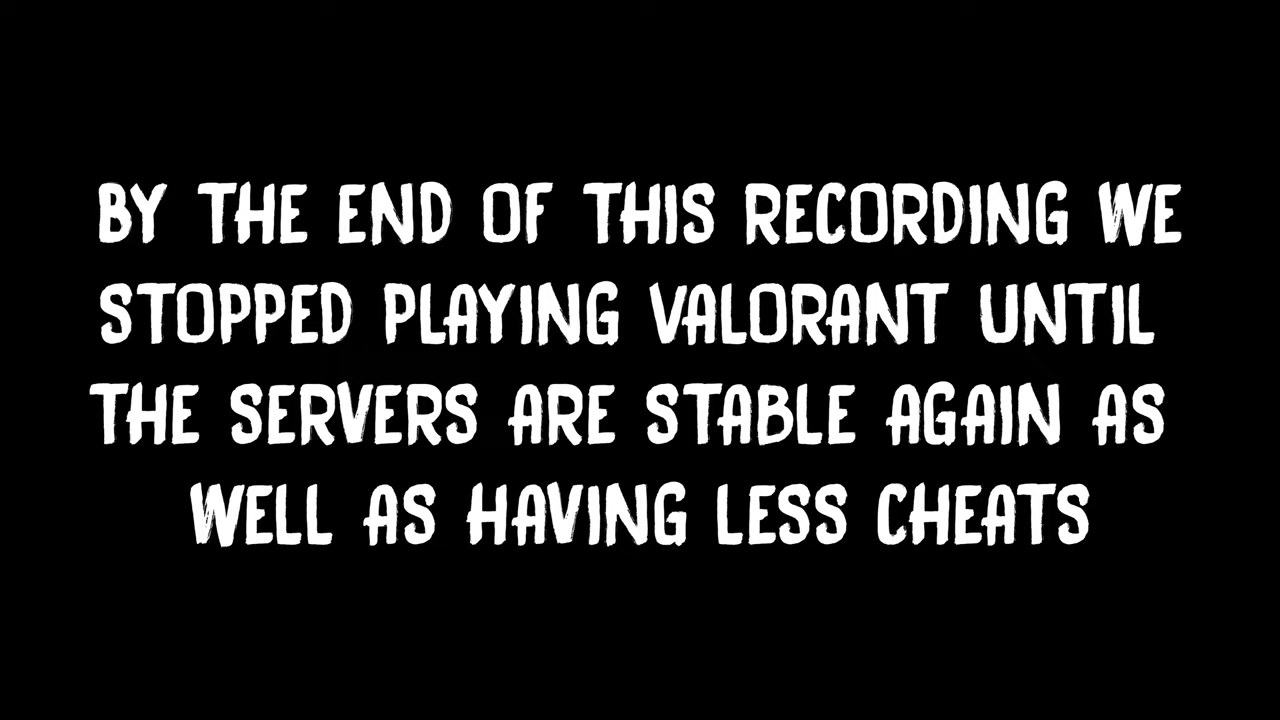 BY THE END OF THIS RECORDING WE
STOPPED PLAYING VALORANT UNTIL
THE SERVERS ARE STABLE AGAIN AS
WELL AS HAVING LESS CHEATS